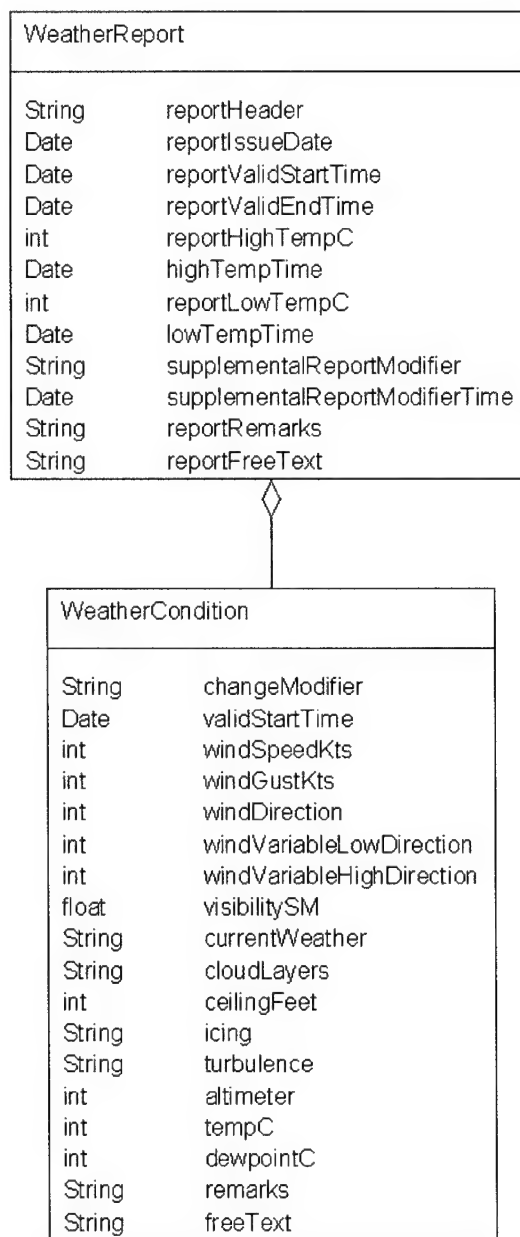 WeatherReport
String reportHeader
Date reportIssueDate
Date reportValidStartTime
Date reportValidEndTime
int reportHighTempC
Date highTempTime
int reportLowTempC
Date lowTempTime
String supplementalReportModifier
Date supplementalReportModifierTime
String reportRemarks
String reportFreeText
WeatherCondition
String changeModifier
Date validStartTime
int windSpeedKts
int windGustKts
int windDirection
int windVariableLowDirection
int windVariableHighDirection
float visibilitySM
String currentWeather
String cloudLayers
int ceilingFeet
String icing
String turbulence
int altimeter
int tempC
int dewpointC
String remarks
String freeText